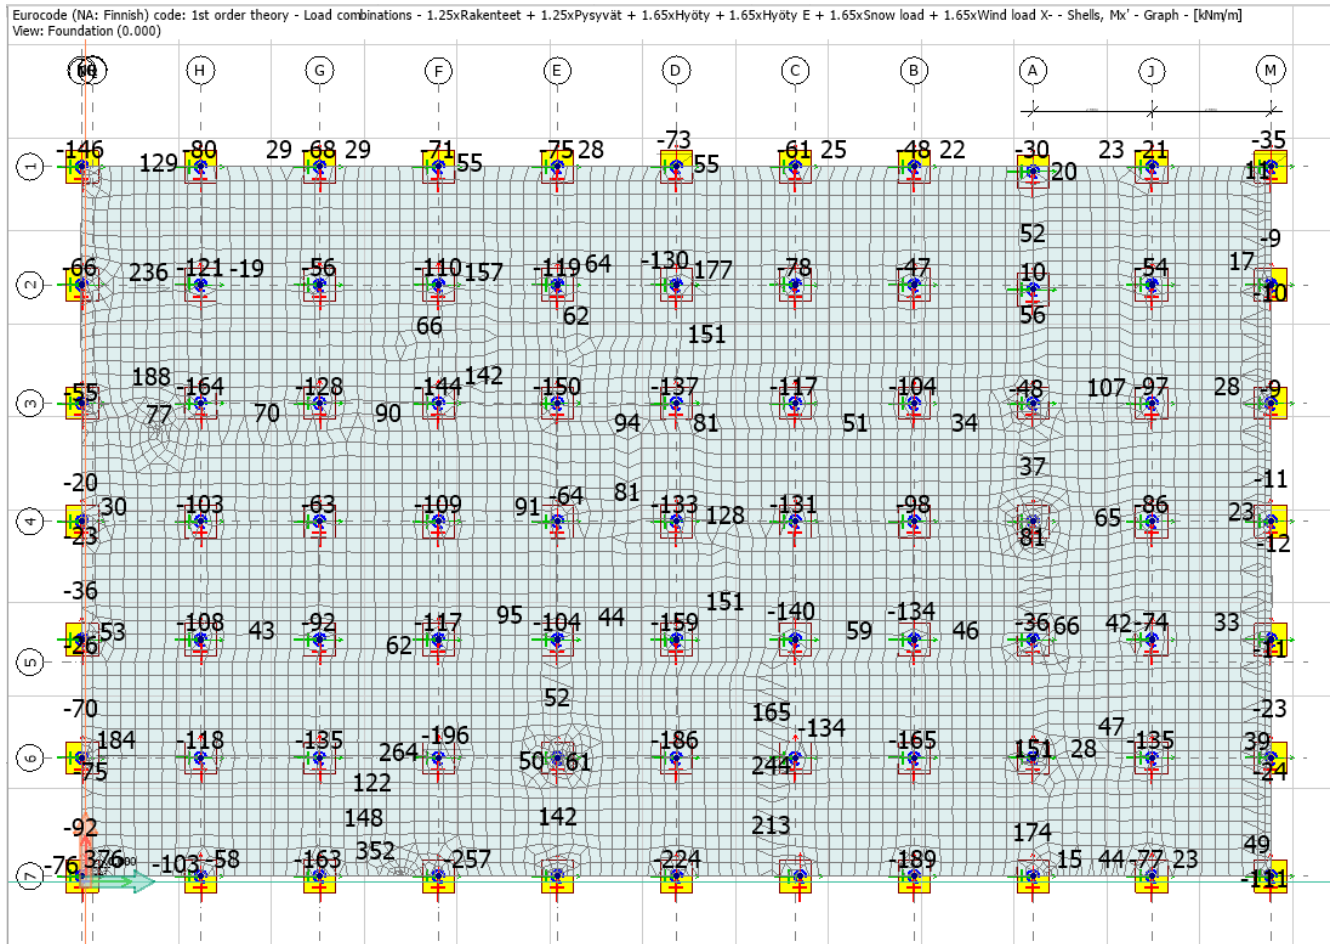 Eurocode (NA: Finnish) code: 1st order theory - Load combinations - 1.25xRakenteet + 1.25xPysyvät + 1.65xHyöty + 1.65xHyöty E + 1.65xSnow load + 1.65xWind load X- - Shells, Mx' - Graph - [kNm/m]
View: Foundation (0.000)
H G F E D C B A J M
-73 -35
1 -146 129 -80 29 -68 29 -71 55 -75 28 55 -61 25 -48 22 -30 20 23 -21 11
52 -9
2 -66 236 -121 -19 -56 -110 157 -119 64 -130 177 -78 -47 10 -54 17 -10
66 62 151 56
188 142
3 -55 -164 -128 -144 -150 -137 -117 -104 -48 107 -97 28 -9
77 70 90 94 81 51 34
-20 -64 81 37 -11
4 30 -103 -63 -109 91 -133 128 -131 -98 65 -86 23
-23 81 -12
-36 151
53 -108 43 -92 -117 95 -104 44 -159 -140 59 -134 46 -36 66 42 -74 33
-26 62 -11
5
-70 52 165 -134 47 -23
6 184 -118 -135 264 -196 50 61 -186 244 -165 151 28 -135 39
-75 122 -24
-92 148 142 213 174 49
7 -76 376 -103 -58 -163 352 -257 -224 -189 15 44 -77 23